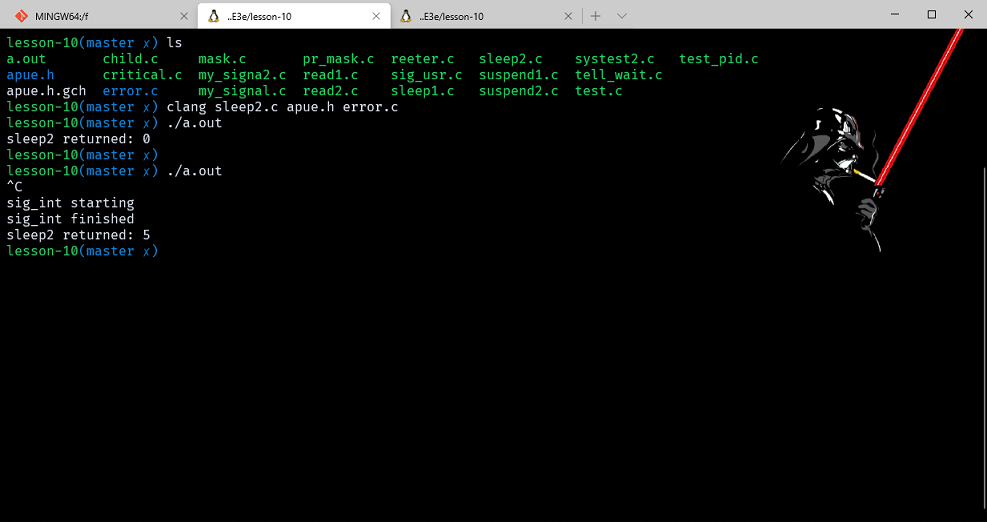 MINGW64:/f
..E3e/lesson-10
..E3e/lesson-10
lesson-10(master ✗) ls
a.out child.c mask.c pr_mask.c reeter.c sleep2.c systest2.c test_pid.c
apue.h critical.c my_signa2.c read1.c sig_usr.c suspend1.c tell_wait.c
apue.h.gch error.c my_signal.c read2.c sleep1.c suspend2.c test.c
lesson-10(master ✗) clang sleep2.c apue.h error.c
lesson-10(master ✗) ./a.out
sleep2 returned: 0
lesson-10(master ✗)
lesson-10(master ✗) ./a.out
^C
sig_int starting
sig_int finished
sleep2 returned: 5
lesson-10(master ✗)